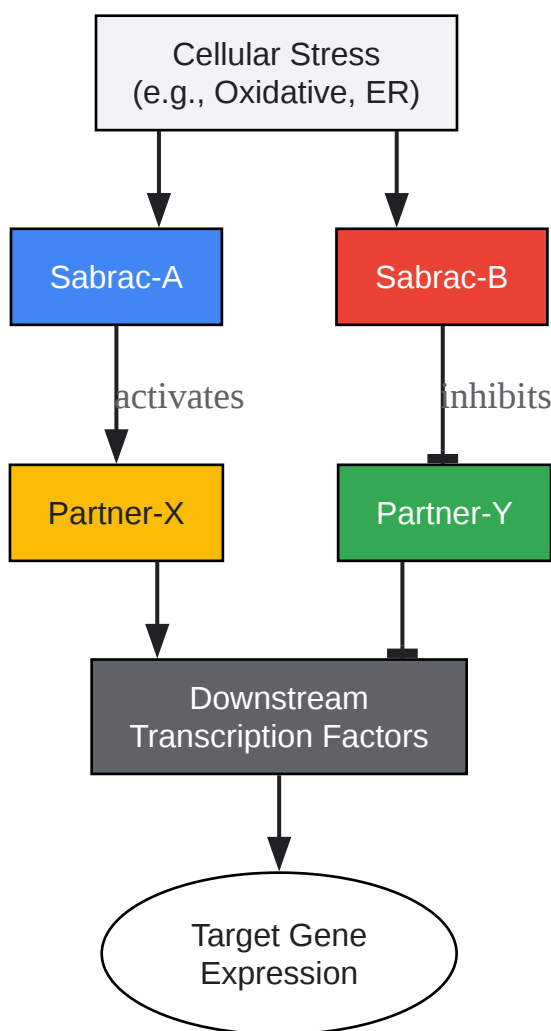 Cellular Stress
(e.g., Oxidative, ER)
Sabrac-A
Sabrac-B
activates
inhibits
Partner-X
Partner-Y
Downstream
Transcription Factors
Target Gene
Expression